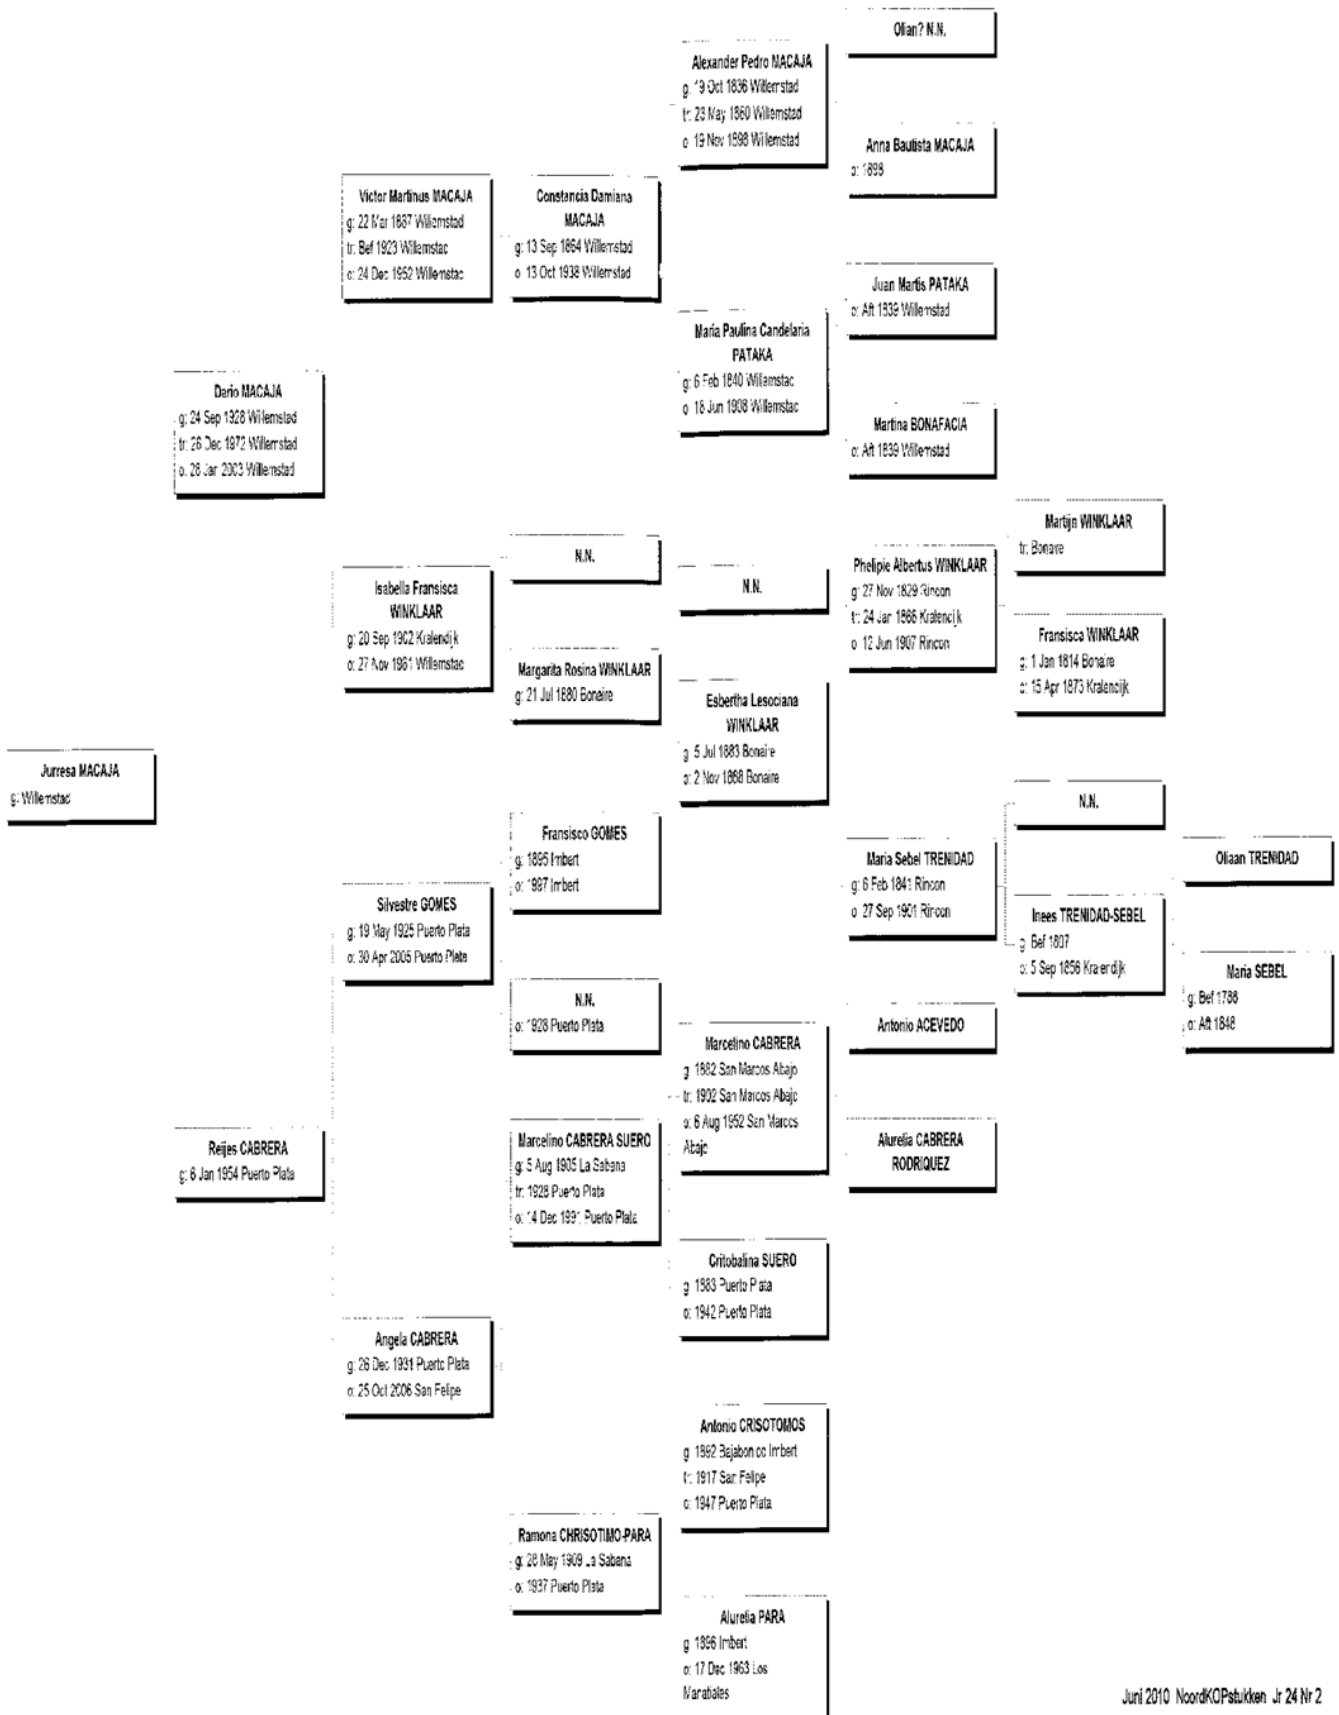 Jurresa MACAJA
g: Willemstad
Dario MACAJA
g: 24 Sep 1928 Willemstad
tr: 26 Dec 1972 Willemstad
o: 28 Jan 2003 Willemstad
Reijes CABRERA
g: 6 Jan 1954 Puerto Plata
Victor Martinus MACAJA
g: 22 Mar 1887 Willemstad
tr: Bef 1923 Willemstad
o: 24 Dec 1952 Willemstad
Isabella Fransisca
WINKLAAR
g: 20 Sep 1902 Kralendijk
o: 27 Nov 1961 Willemstad
Silvestre GOMES
g: 19 May 1925 Puerto Plata
o: 30 Apr 2005 Puerto Plata
Angela CABRERA
g: 26 Dec 1931 Puerto Plata
o: 25 Oct 2006 San Felipe
Constancia Damiana
MACAJA
g: 13 Sep 1864 Willemstad
o: 13 Oct 1938 Willemstad
N.N.
Margarita Rosina WINKLAAR
g: 21 Jul 1880 Bonaire
Fransisco GOMES
g: 1895 Imbert
o: 1997 Imbert
N.N.
o: 1928 Puerto Plata
Marcelino CABRERA SUERO
g: 5 Aug 1905 La Sabana
tr: 1928 Puerto Plata
o: 14 Dec 1991 Puerto Plata
Ramona CHRISOTIMO-PARA
g: 28 May 1909 La Sabana
o: 1937 Puerto Plata
Alexander Pedro MACAJA
g: 19 Oct 1836 Willemstad
tr: 23 May 1860 Willemstad
o: 19 Nov 1898 Willemstad
Maria Paulina Candelaria
PATAKA
g: 6 Feb 1840 Willemstad
o: 18 Jun 1908 Willemstad
N.N.
Esbertha Lesociana
WINKLAAR
g: 5 Jul 1883 Bonaire
o: 2 Nov 1888 Bonaire
Marcelino CABRERA
g: 1882 San Marcos Abajo
tr: 1902 San Marcos Abajo
o: 6 Aug 1952 San Marcos
Abajo
Critobalina SUERO
g: 1883 Puerto Plata
o: 1942 Puerto Plata
Antonio CRISOTOMOS
g: 1892 Bajabonico Imbert
tr: 1917 San Felipe
o: 1947 Puerto Plata
Alurelia PARA
g: 1896 Imbert
o: 17 Dec 1963 Los
Manatiales
Olian? N.N.
Anna Bautista MACAJA
o: 1898
Juan Martis PATAKA
o: Aft 1839 Willemstad
Martina BONAFACIA
o: Aft 1839 Willemstad
Phelipie Albertus WINKLAAR
g: 27 Nov 1829 Rincon
tr: 24 Jan 1866 Kralendijk
o: 12 Jun 1907 Rincon
Maria Sebel TRENIDAD
g: 6 Feb 1841 Rincon
o: 27 Sep 1901 Rincon
Antonio ACEVEDO
Alurelia CABRERA
RODRIQUEZ
Martijn WINKLAAR
tr: Bonaire
Fransisca WINKLAAR
g: 1 Jan 1814 Bonaire
o: 15 Apr 1873 Kralendijk
N.N.
Inees TRENIDAD-SEBEL
g: Bef 1807
o: 5 Sep 1856 Kralendijk
Oliaan TRENIDAD
Maria SEBEL
g: Bef 1788
o: Aft 1848
Juni 2010 NoordKOPstukken Jr 24 Nr 2